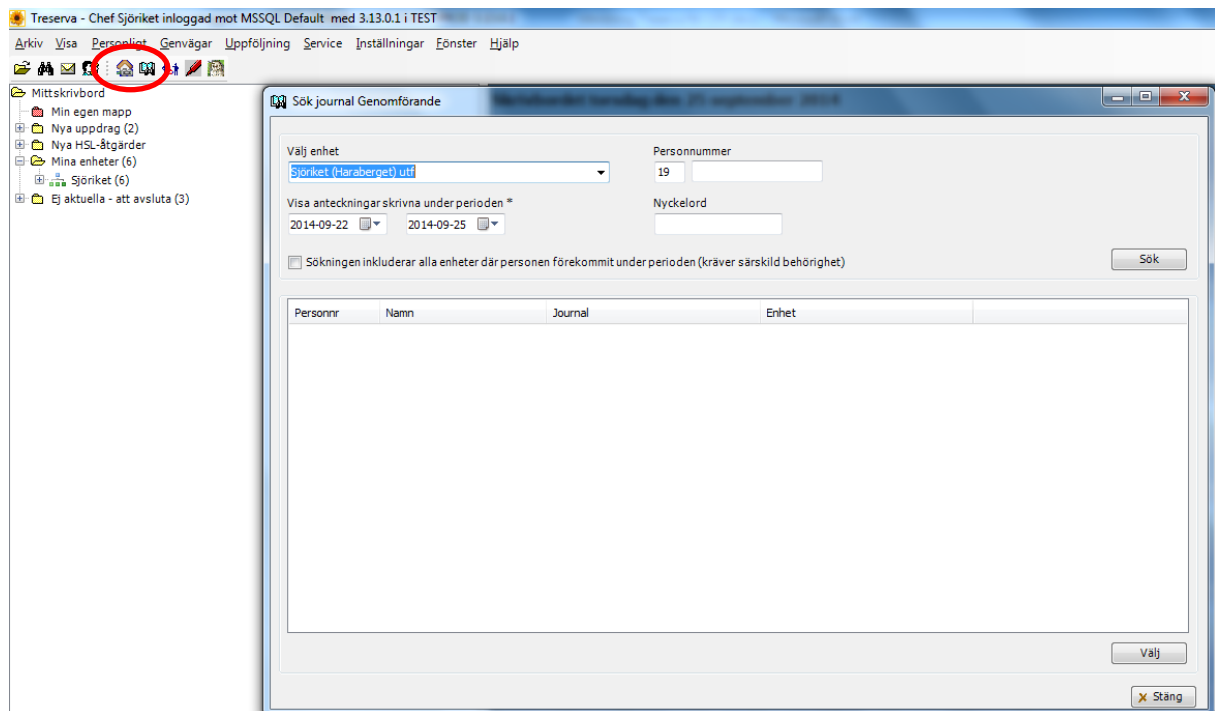 Treserva - Chef Sjöriket inloggad mot MSSQL Default med 3.13.0.1 i TEST
Arkiv Visa Personligt Genvägar Uppföljning Service Inställningar Fönster Hjälp
Mittskrivbord
Min egen mapp
Nya uppdrag (2)
Nya HSL-åtgärder
Mina enheter (6)
Sjöriket (6)
Ej aktuella - att avsluta (3)
Sök journal Genomförande
Välj enhet Personnummer
Sjöriket (Haraberget) utf 19
Visa anteckningar skrivna under perioden * Nyckelord
2014-09-22 2014-09-25
Sökningen inkluderar alla enheter där personen förekommit under perioden (kräver särskild behörighet) Sök
Personnr Namn Journal Enhet
Välj
Stäng